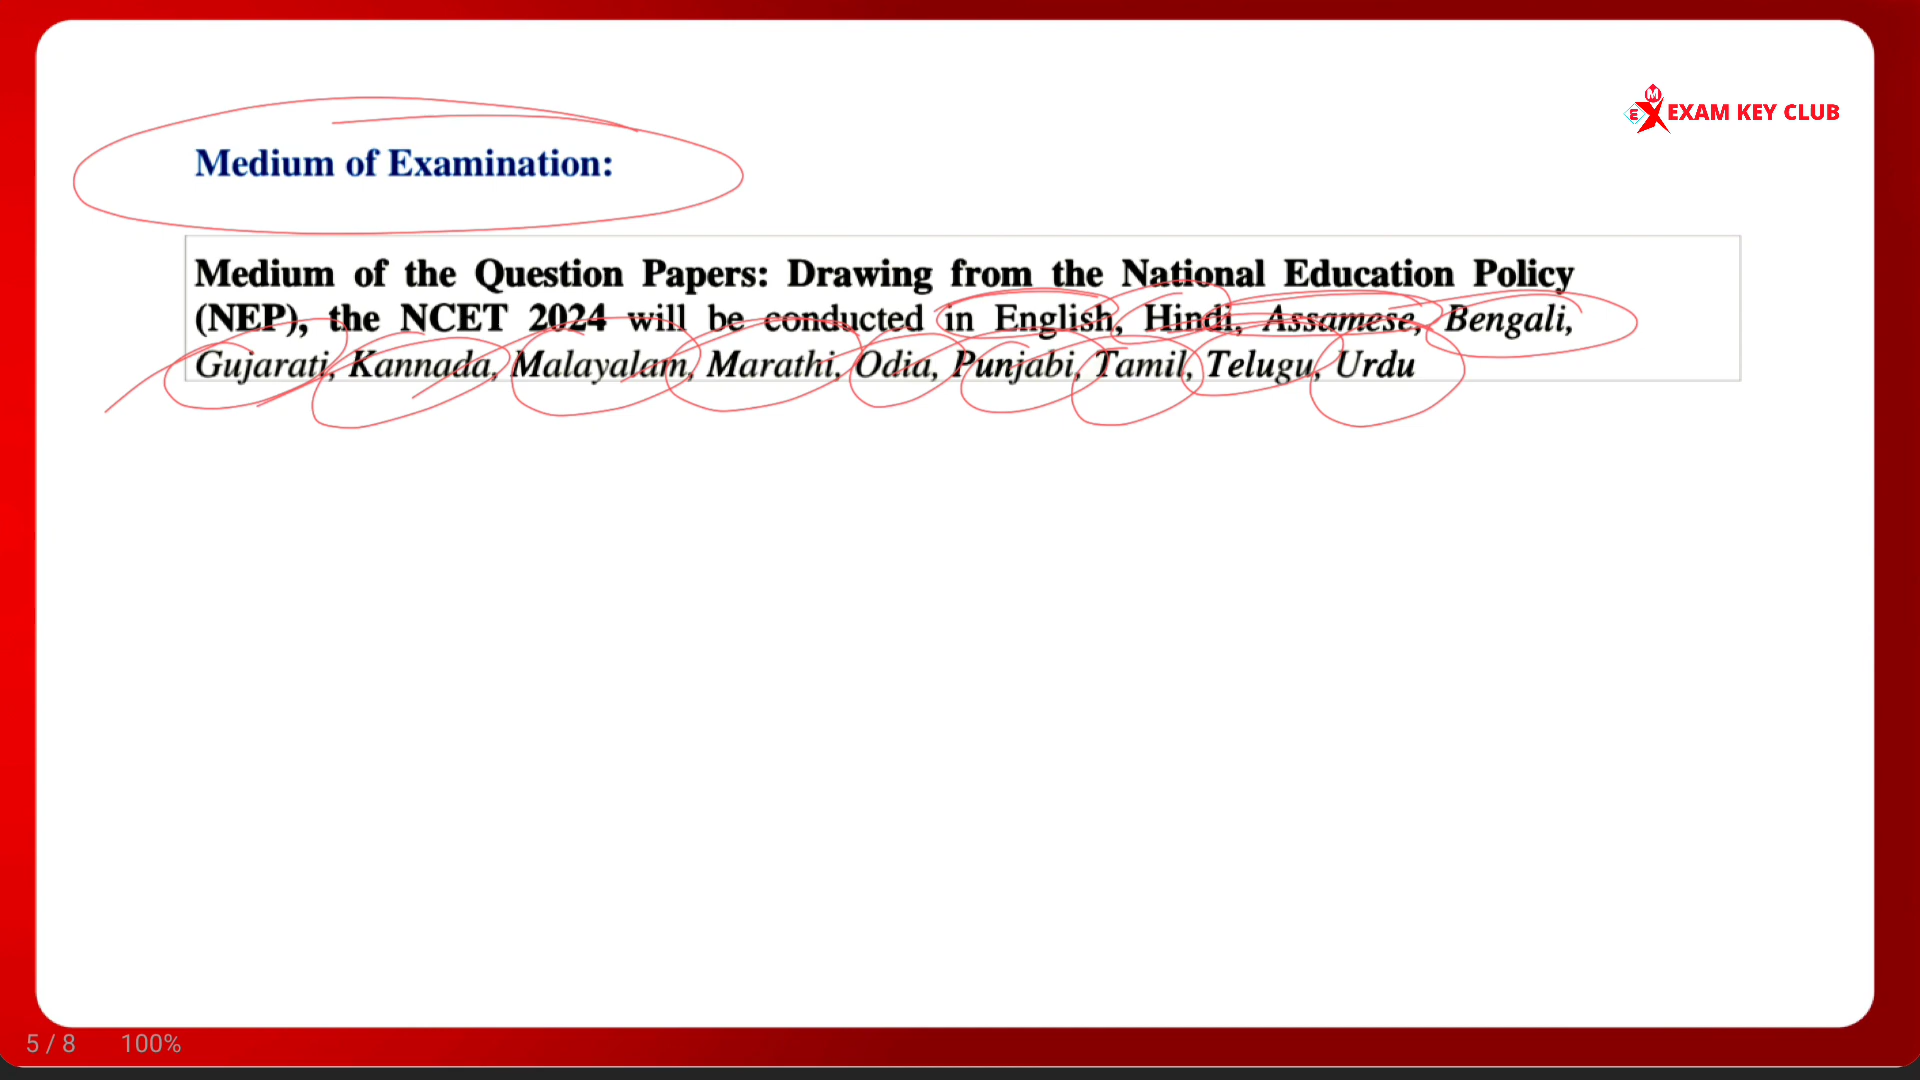 M
E X EXAM KEY CLUB
Medium of Examination:
Medium of the Question Papers: Drawing from the National Education Policy
(NEP), the NCET 2024 will be conducted in English, Hindi, Assamese, Bengali,
Gujarati, Kannada, Malayalam, Marathi, Odia, Punjabi, Tamil, Telugu, Urdu
5 / 8 100%